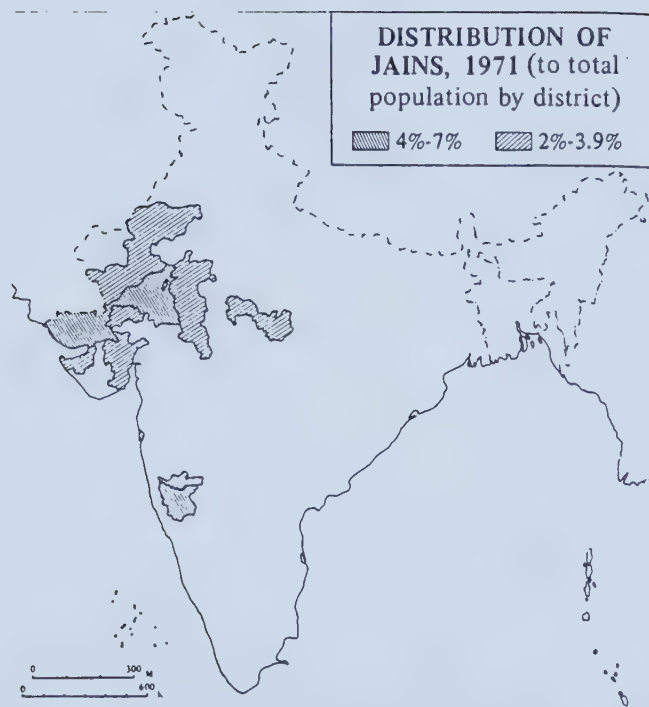 DISTRIBUTION OF
JAINS, 1971 (to total
population by district)
4%-7% 2%-3.9%
0 300 M
0 600 k